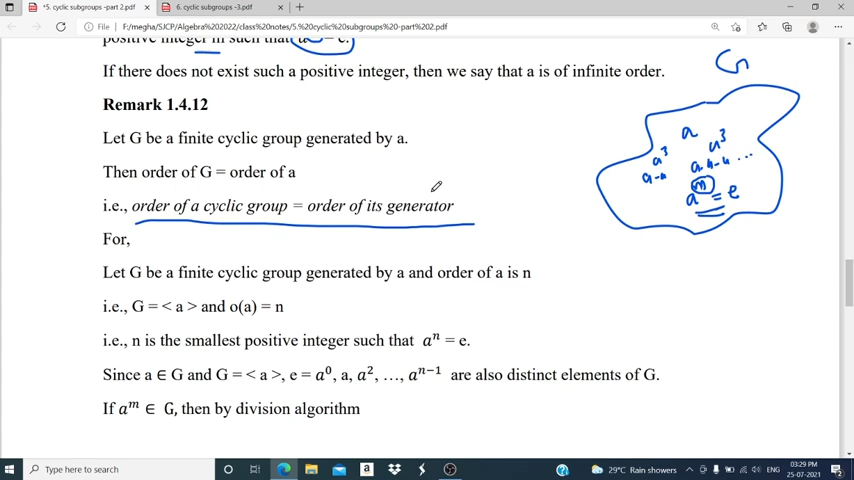 *5. cyclic subgroups -part 2.pdf
6. cyclic subgroups -3.pdf
File | F:/megha/SJCP/Algebra%202022/class%20notes/5.%20cyclic%20subgroups%20-part%202.pdf
positive integer m such that = e.
If there does not exist such a positive integer, then we say that a is of infinite order.
Remark 1.4.12
Let G be a finite cyclic group generated by a.
Then order of G = order of a
i.e., order of a cyclic group = order of its generator
For,
Let G be a finite cyclic group generated by a and order of a is n
i.e., G = < a > and o(a) = n
i.e., n is the smallest positive integer such that aⁿ = e.
Since a ∈ G and G = < a >, e = a⁰, a, a², …, aⁿ⁻¹ are also distinct elements of G.
If aᵐ ∈ G, then by division algorithm
G
a
a³ a³
aᵐ = e
Type here to search
29°C Rain showers
ENG
03:29 PM
25-07-2021